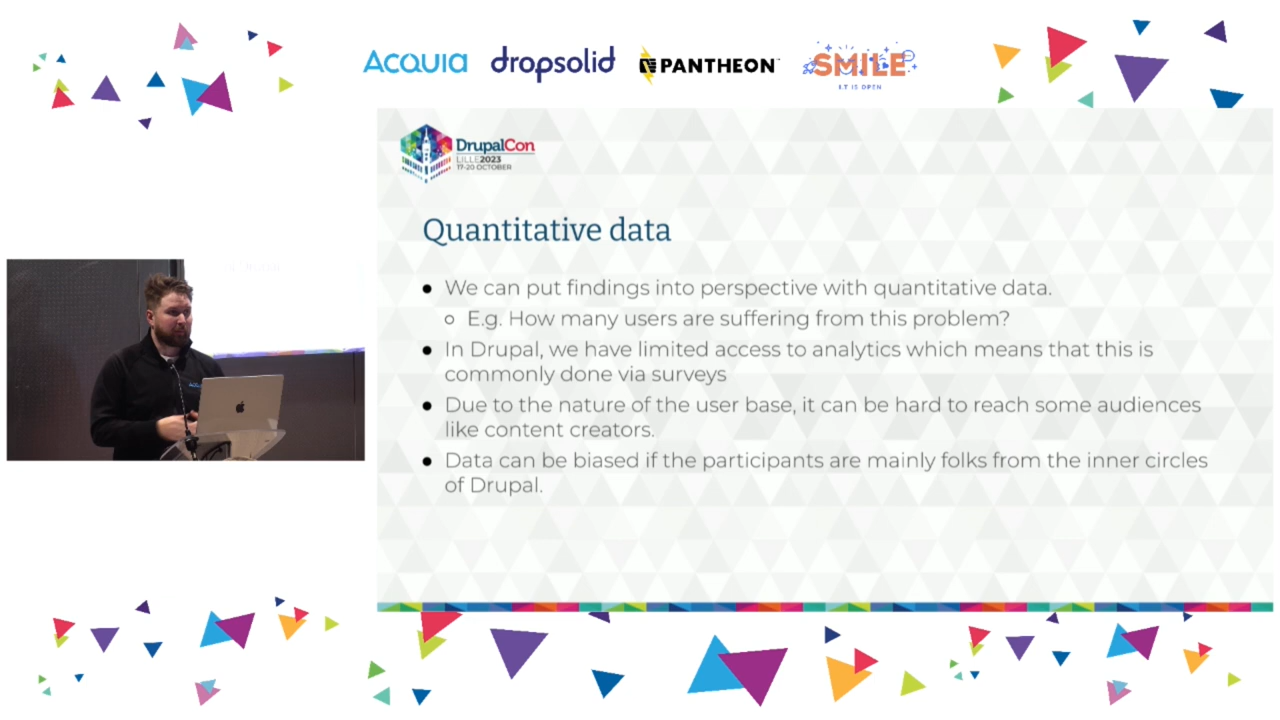 ACQUIA dropsolid PANTHEON SMILE
I.T IS OPEN
DrupalCon
LILLE2023
17-20 OCTOBER
Quantitative data
● We can put findings into perspective with quantitative data.
○ E.g. How many users are suffering from this problem?
● In Drupal, we have limited access to analytics which means that this is
commonly done via surveys
● Due to the nature of the user base, it can be hard to reach some audiences
like content creators.
● Data can be biased if the participants are mainly folks from the inner circles
of Drupal.